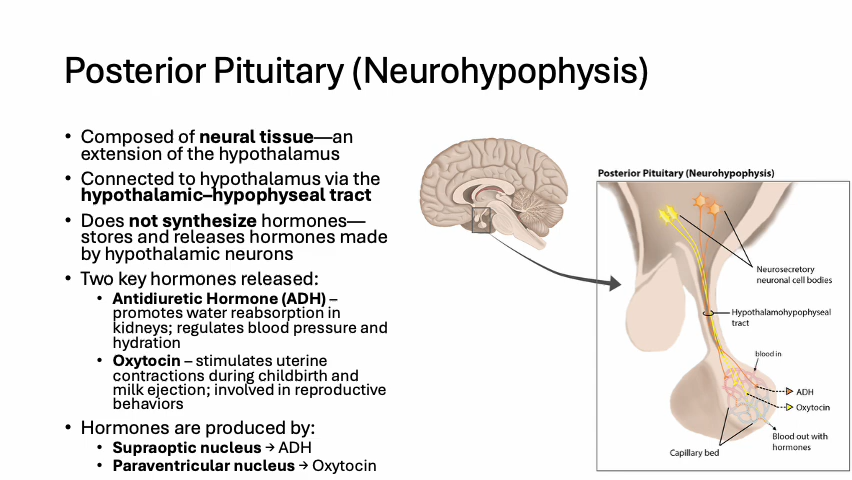 Posterior Pituitary (Neurohypophysis)
• Composed of neural tissue—an
extension of the hypothalamus
• Connected to hypothalamus via the
hypothalamic–hypophyseal tract
• Does not synthesize hormones—
stores and releases hormones made
by hypothalamic neurons
• Two key hormones released:
• Antidiuretic Hormone (ADH) –
promotes water reabsorption in
kidneys; regulates blood pressure and
hydration
• Oxytocin – stimulates uterine
contractions during childbirth and
milk ejection; involved in reproductive
behaviors
• Hormones are produced by:
• Supraoptic nucleus → ADH
• Paraventricular nucleus → Oxytocin
Posterior Pituitary (Neurohypophysis)
Neurosecretory
neuronal cell bodies
Hypothalamohypophyseal
tract
blood in
ADH
Oxytocin
Blood out with
hormones
Capillary bed